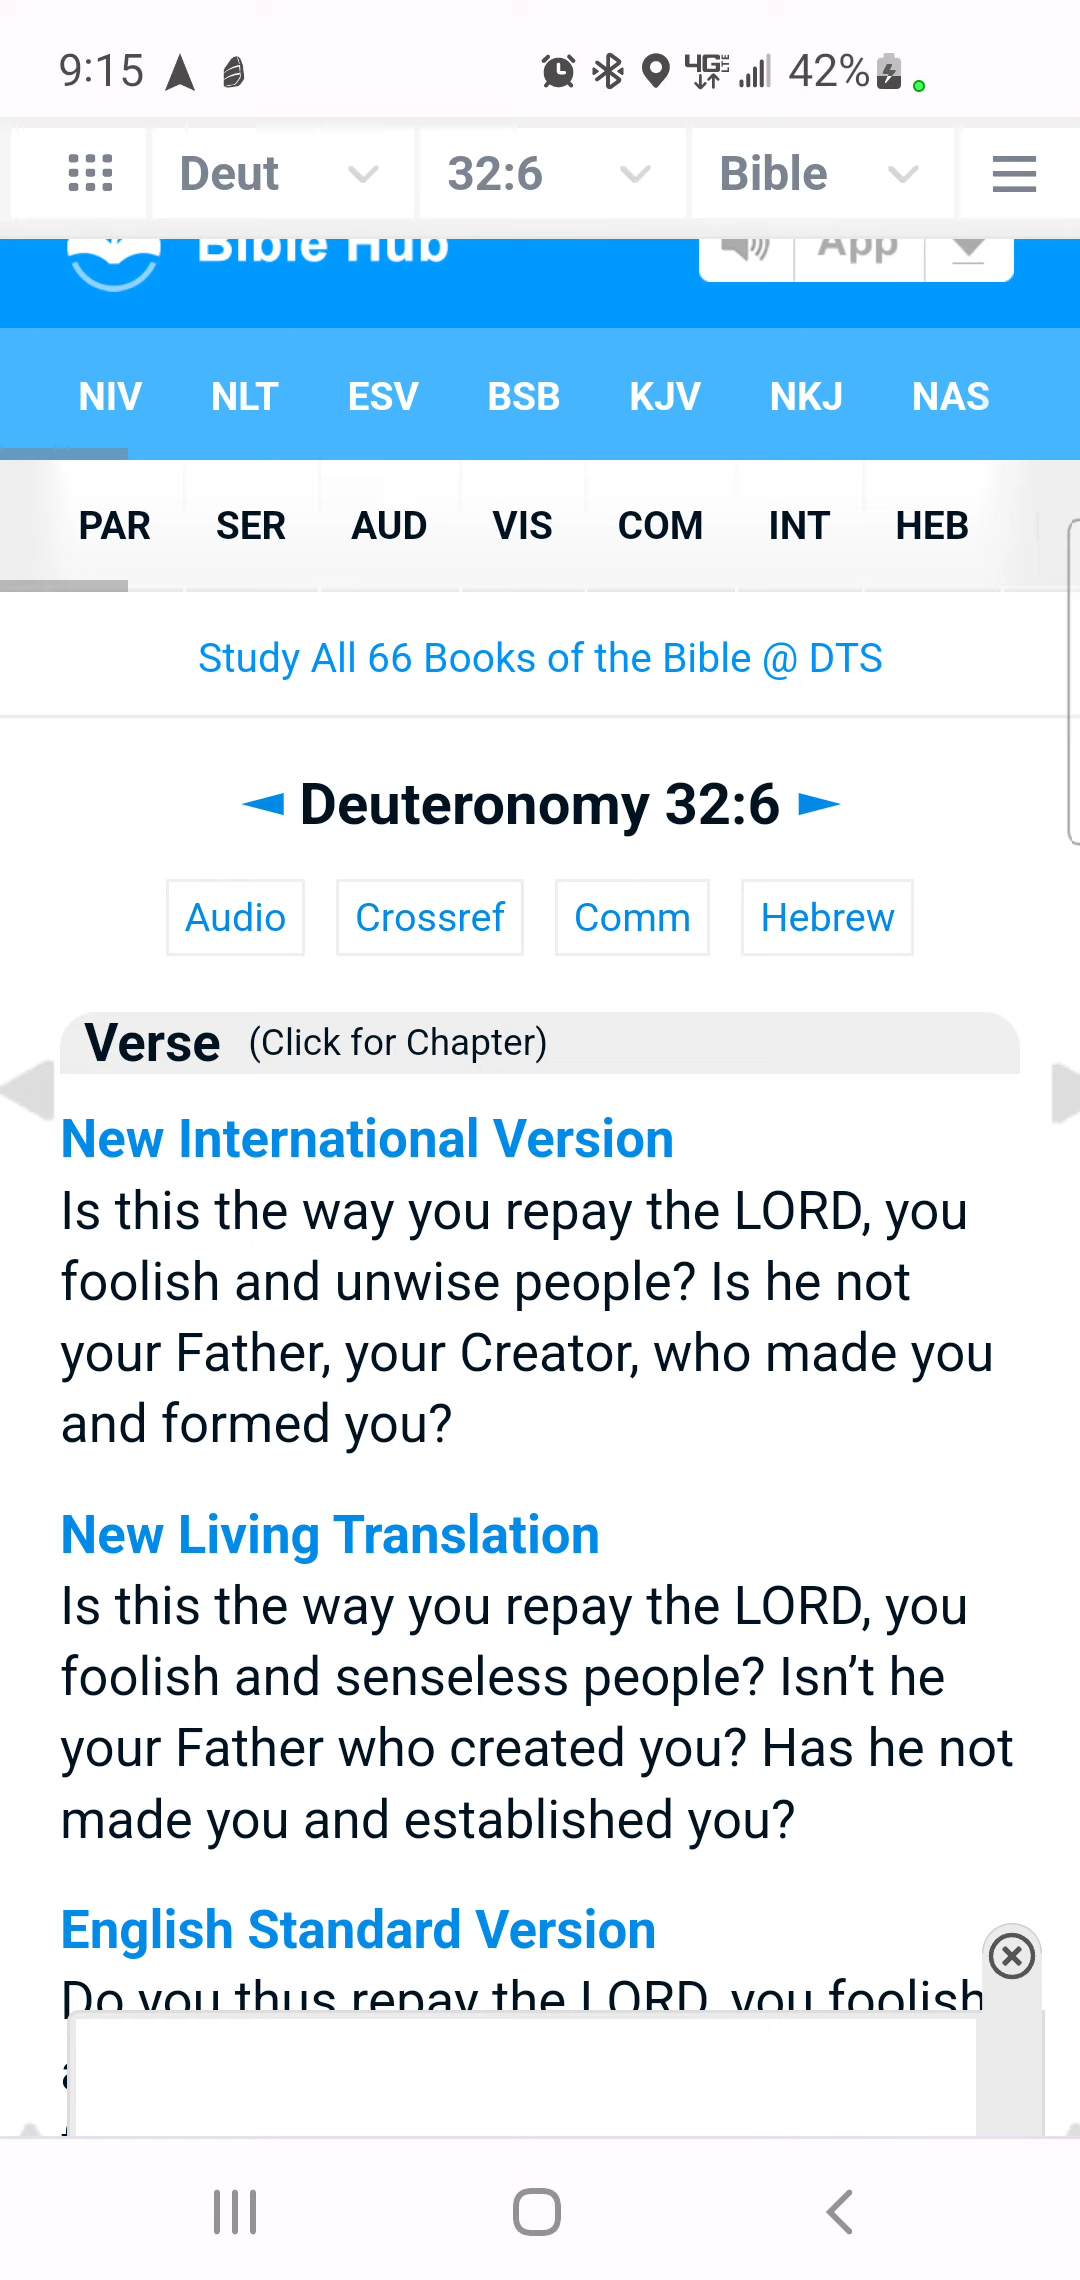 9:15 4G LTE 42%
Deut 32:6 Bible
Bible Hub App
NIV NLT ESV BSB KJV NKJ NAS
PAR SER AUD VIS COM INT HEB
Study All 66 Books of the Bible @ DTS
Deuteronomy 32:6
Audio Crossref Comm Hebrew
Verse (Click for Chapter)
New International Version
Is this the way you repay the LORD, you
foolish and unwise people? Is he not
your Father, your Creator, who made you
and formed you?
New Living Translation
Is this the way you repay the LORD, you
foolish and senseless people? Isn’t he
your Father who created you? Has he not
made you and established you?
English Standard Version
Do you thus repay the LORD, you foolish